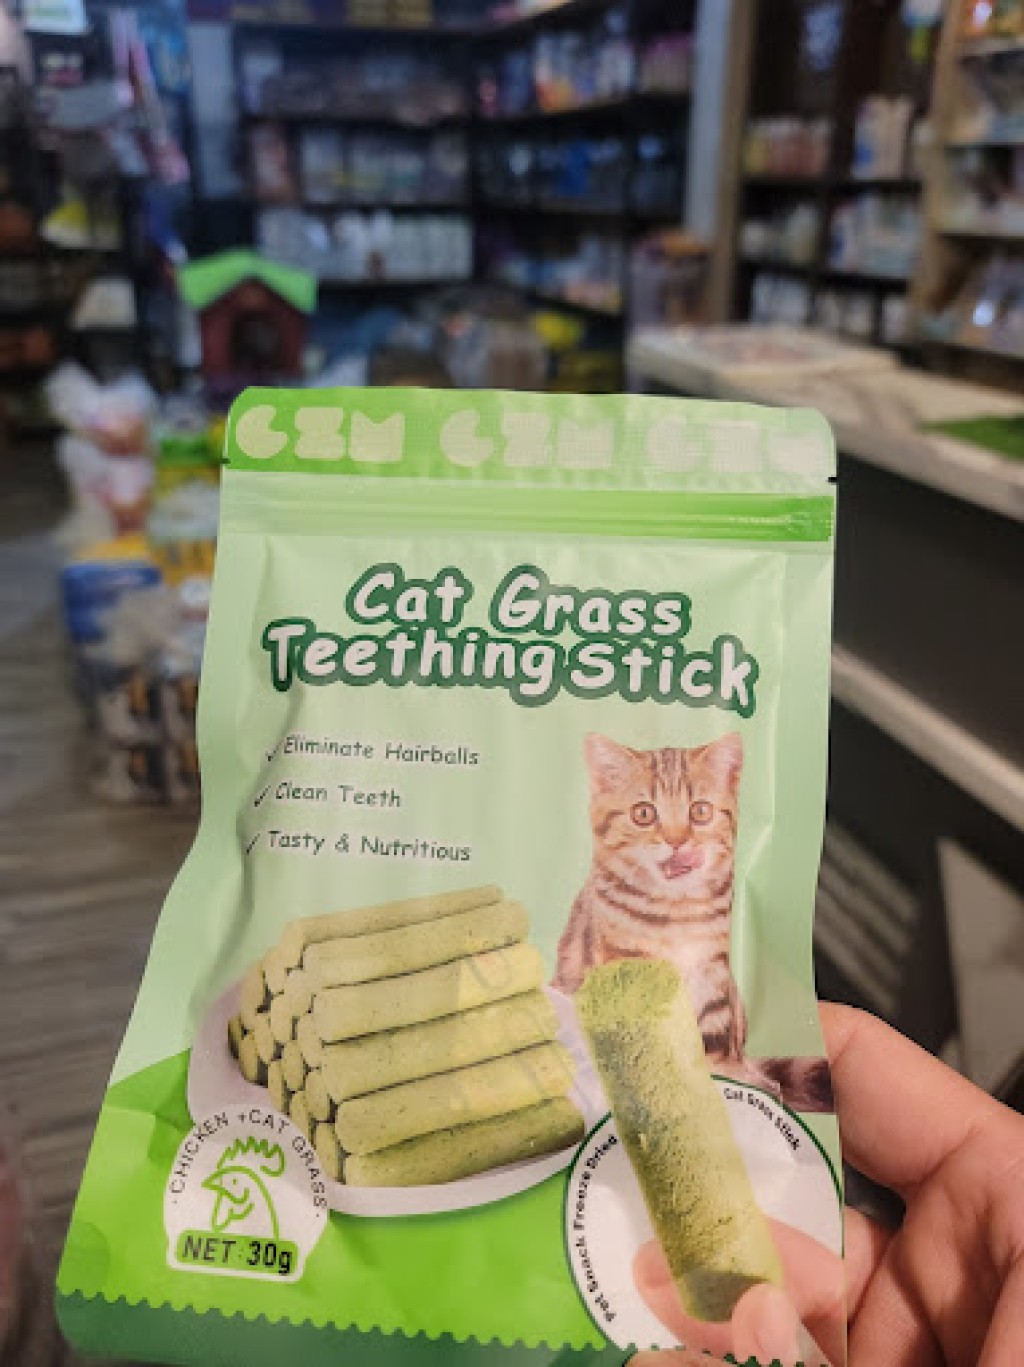 Cat Grass
Teething Stick
Eliminate Hairballs
Clean Teeth
Tasty & Nutritious
CHICKEN +CAT GRASS
NET:30g
Cat Grass Stick
Pet Snack Freeze Dried